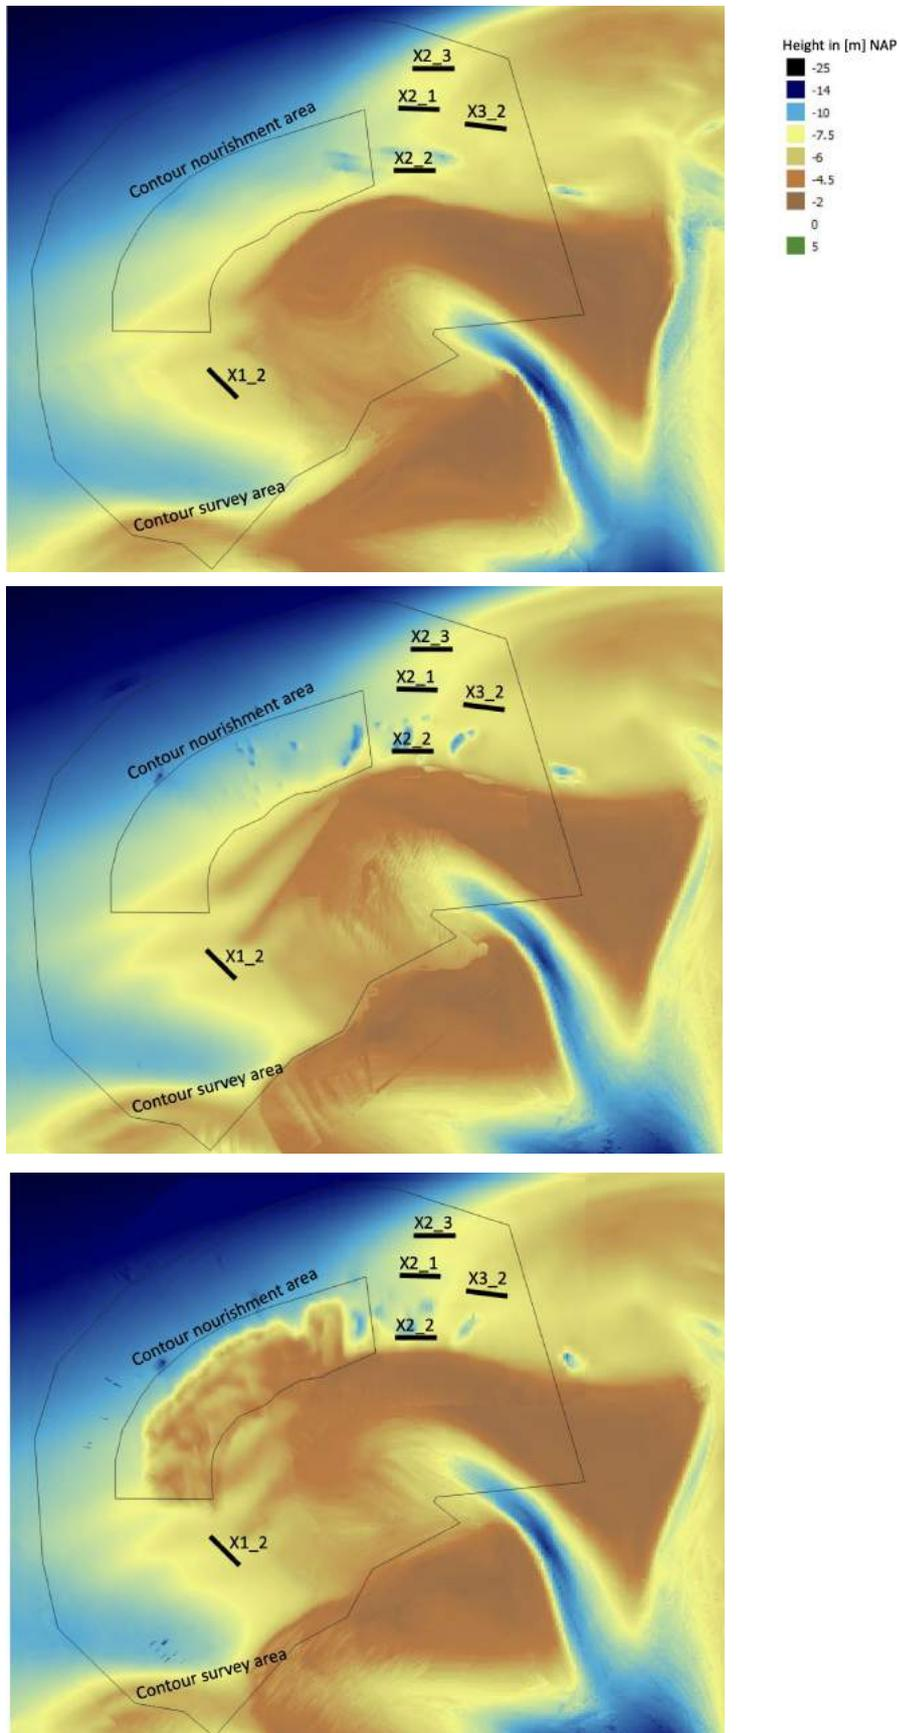 Height in [m] NAP
-25
-14
-10
-7.5
-6
-4.5
-2
0
5
X2_3
X2_1
X3_2
Contour nourishment area
X2_2
X1_2
Contour survey area
X2_3
X2_1
X3_2
Contour nourishment area
X2_2
X1_2
Contour survey area
X2_3
X2_1
X3_2
Contour nourishment area
X2_2
X1_2
Contour survey area